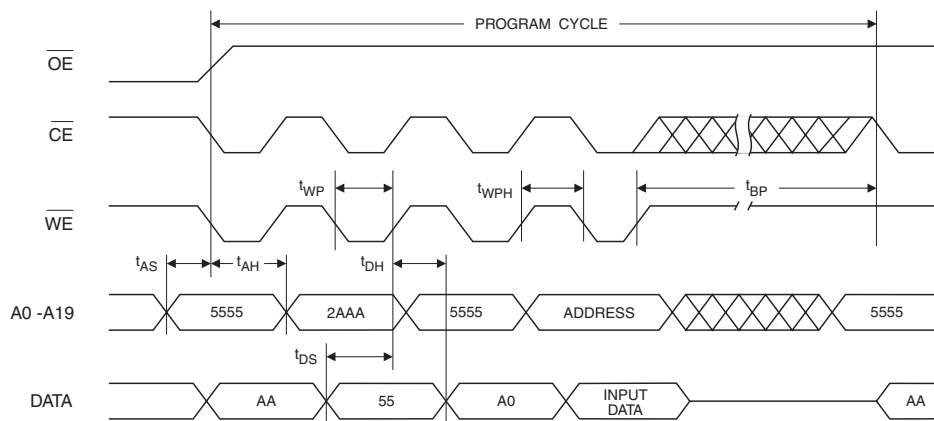 PROGRAM CYCLE
OE
CE
tWP
tWPH
tBP
WE
tAS
tAH
tDH
A0 -A19
5555
2AAA
5555
ADDRESS
5555
tDS
DATA
AA
55
A0
INPUT
DATA
AA